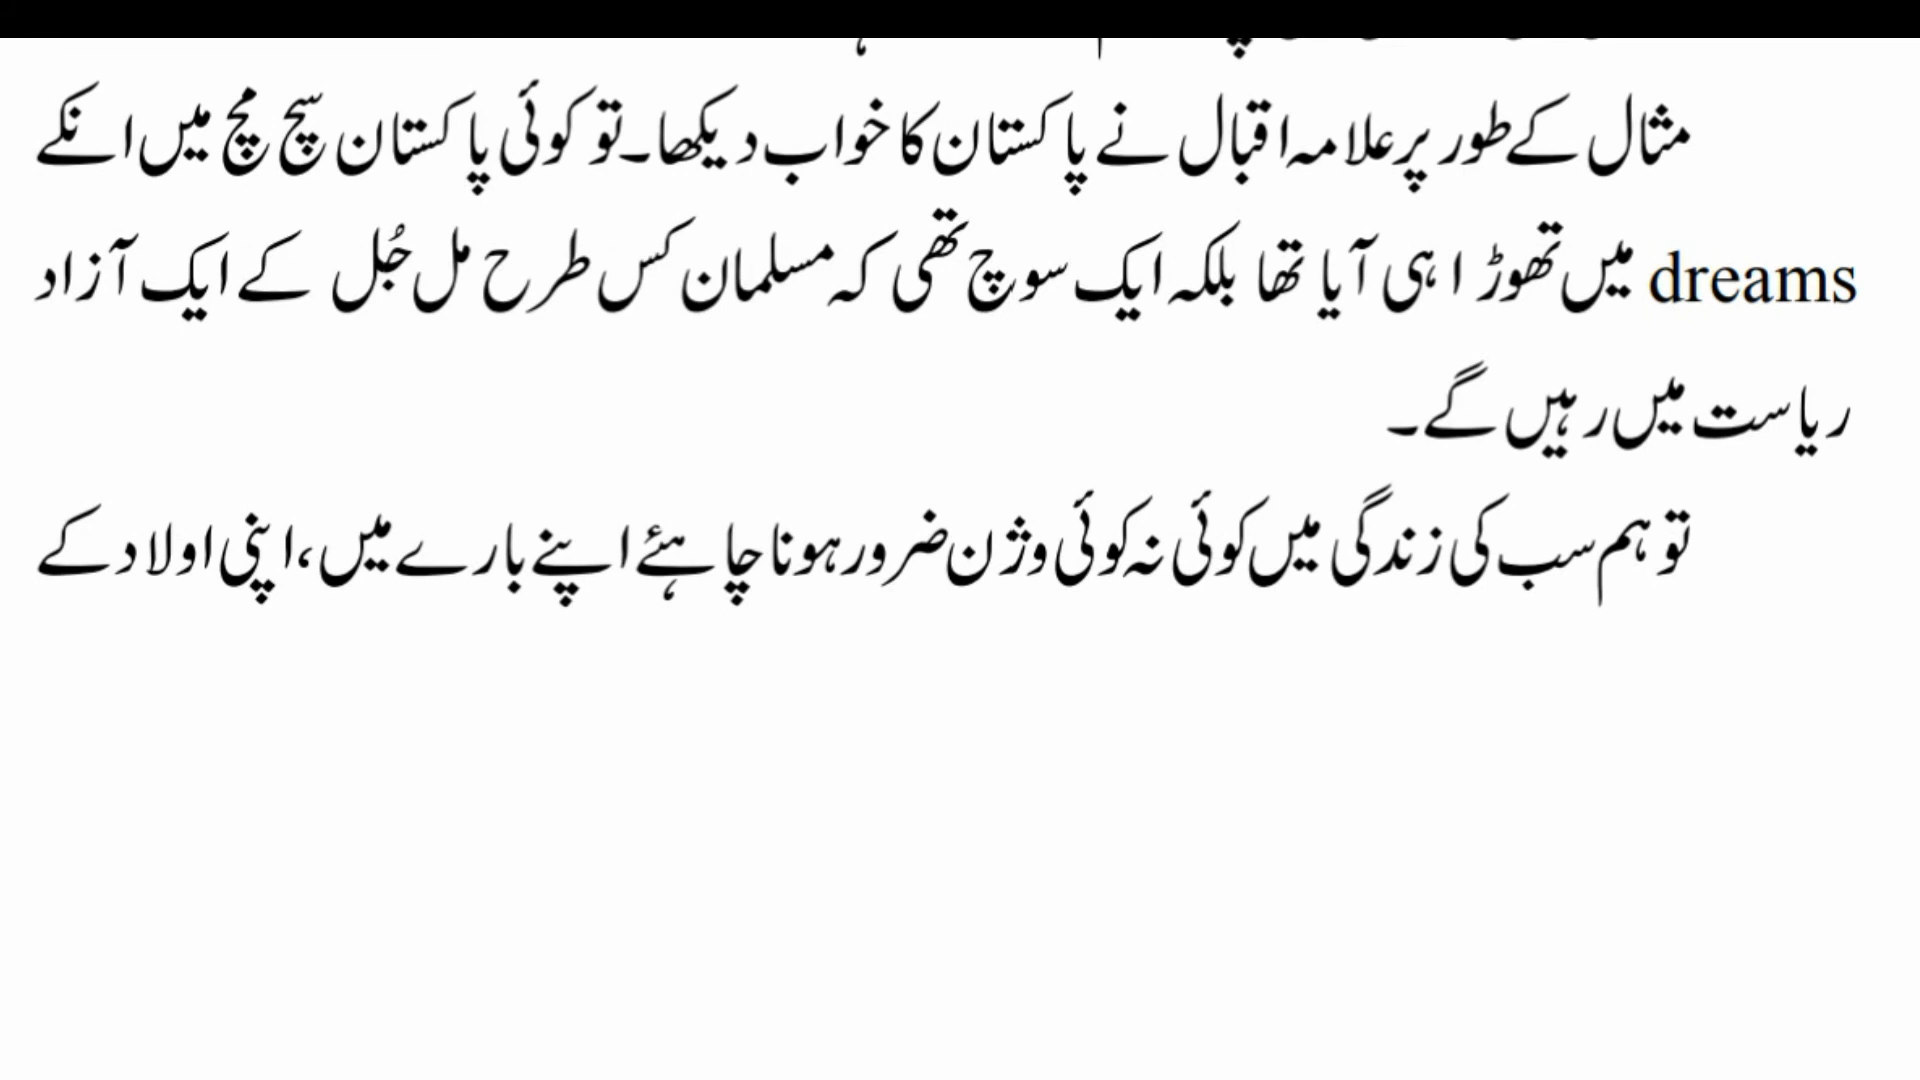 مثال کے طور پر علامہ اقبال نے پاکستان کا خواب دیکھا۔ تو کوئی پاکستان سچ مچ میں انکے
dreams میں تھوڑا ہی آیا تھا بلکہ ایک سوچ تھی کہ مسلمان کس طرح مل جُل کے ایک آزاد
ریاست میں رہیں گے۔
تو ہم سب کی زندگی میں کوئی نہ کوئی وژن ضرور ہونا چاہئے اپنے بارے میں، اپنی اولاد کے